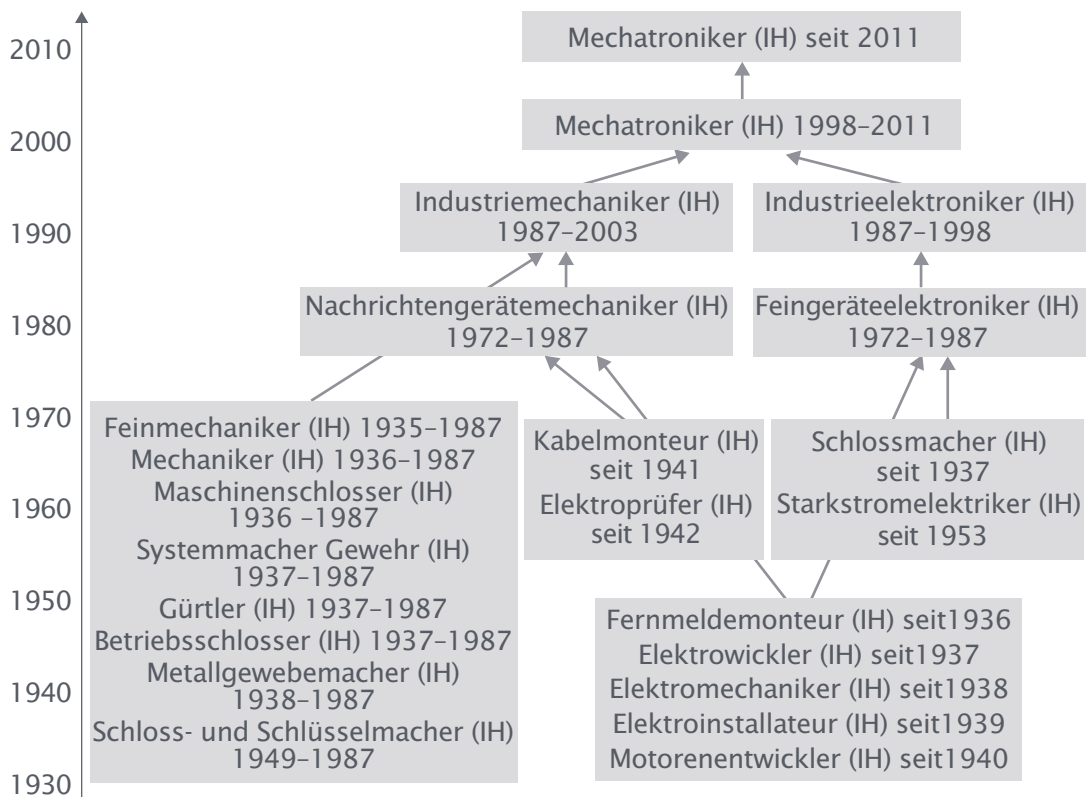 2010
2000
1990
1980
1970
1960
1950
1940
1930
Mechatroniker (IH) seit 2011
Mechatroniker (IH) 1998–2011
Industriemechaniker (IH)
1987–2003
Industrieelektroniker (IH)
1987–1998
Nachrichtengerätemechaniker (IH)
1972–1987
Feingeräteelektroniker (IH)
1972–1987
Feinmechaniker (IH) 1935–1987
Mechaniker (IH) 1936–1987
Maschinenschlosser (IH)
1936 –1987
Systemmacher Gewehr (IH)
1937–1987
Gürtler (IH) 1937–1987
Betriebsschlosser (IH) 1937–1987
Metallgewebemacher (IH)
1938–1987
Schloss- und Schlüsselmacher (IH)
1949–1987
Kabelmonteur (IH)
seit 1941
Elektroprüfer (IH)
seit 1942
Schlossmacher (IH)
seit 1937
Starkstromelektriker (IH)
seit 1953
Fernmeldemonteur (IH) seit1936
Elektrowickler (IH) seit1937
Elektromechaniker (IH) seit1938
Elektroinstallateur (IH) seit1939
Motorenentwickler (IH) seit1940